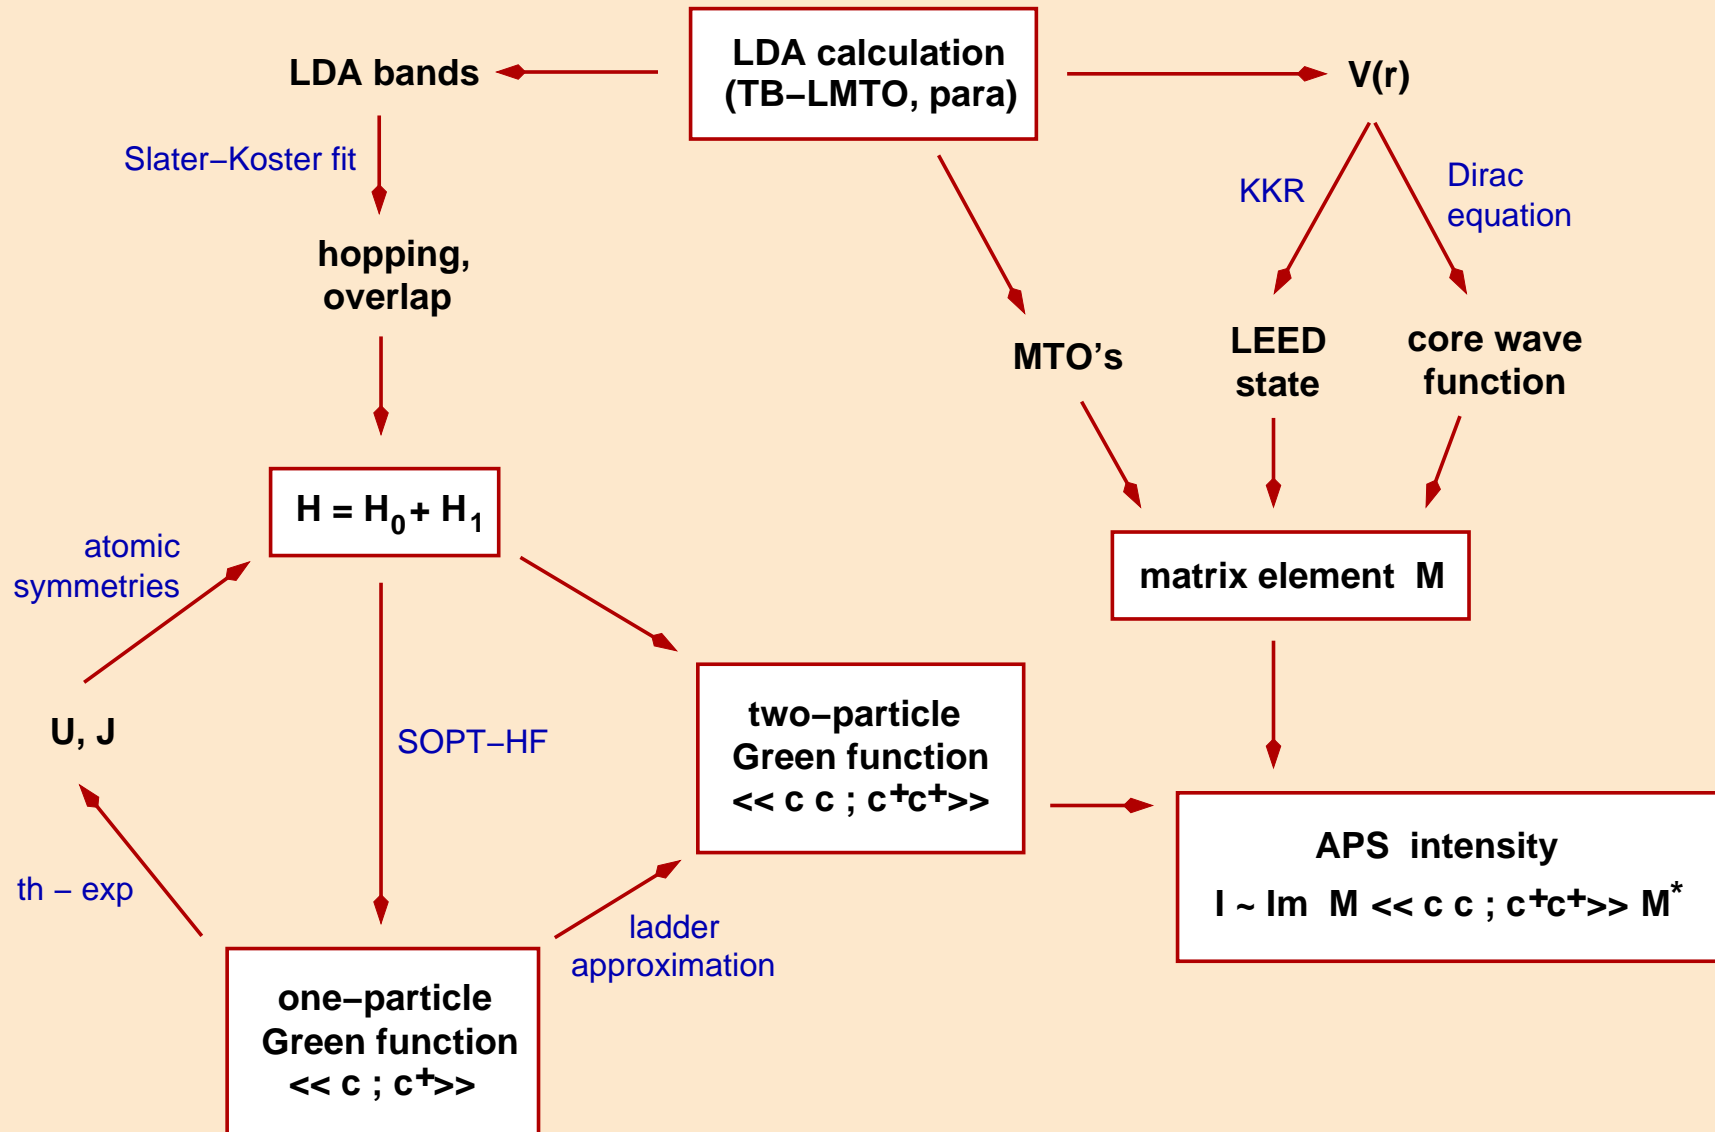 LDA calculation
(TB–LMTO, para)
LDA bands
V(r)
Slater–Koster fit
KKR
Dirac
equation
hopping,
overlap
MTO's
LEED
state
core wave
function
H = H₀ + H₁
atomic
symmetries
matrix element M
U, J
SOPT–HF
two–particle
Green function
<< c c ; c⁺c⁺>>
th – exp
ladder
approximation
APS intensity
I ~ Im M << c c ; c⁺c⁺>> M*
one–particle
Green function
<< c ; c⁺>>